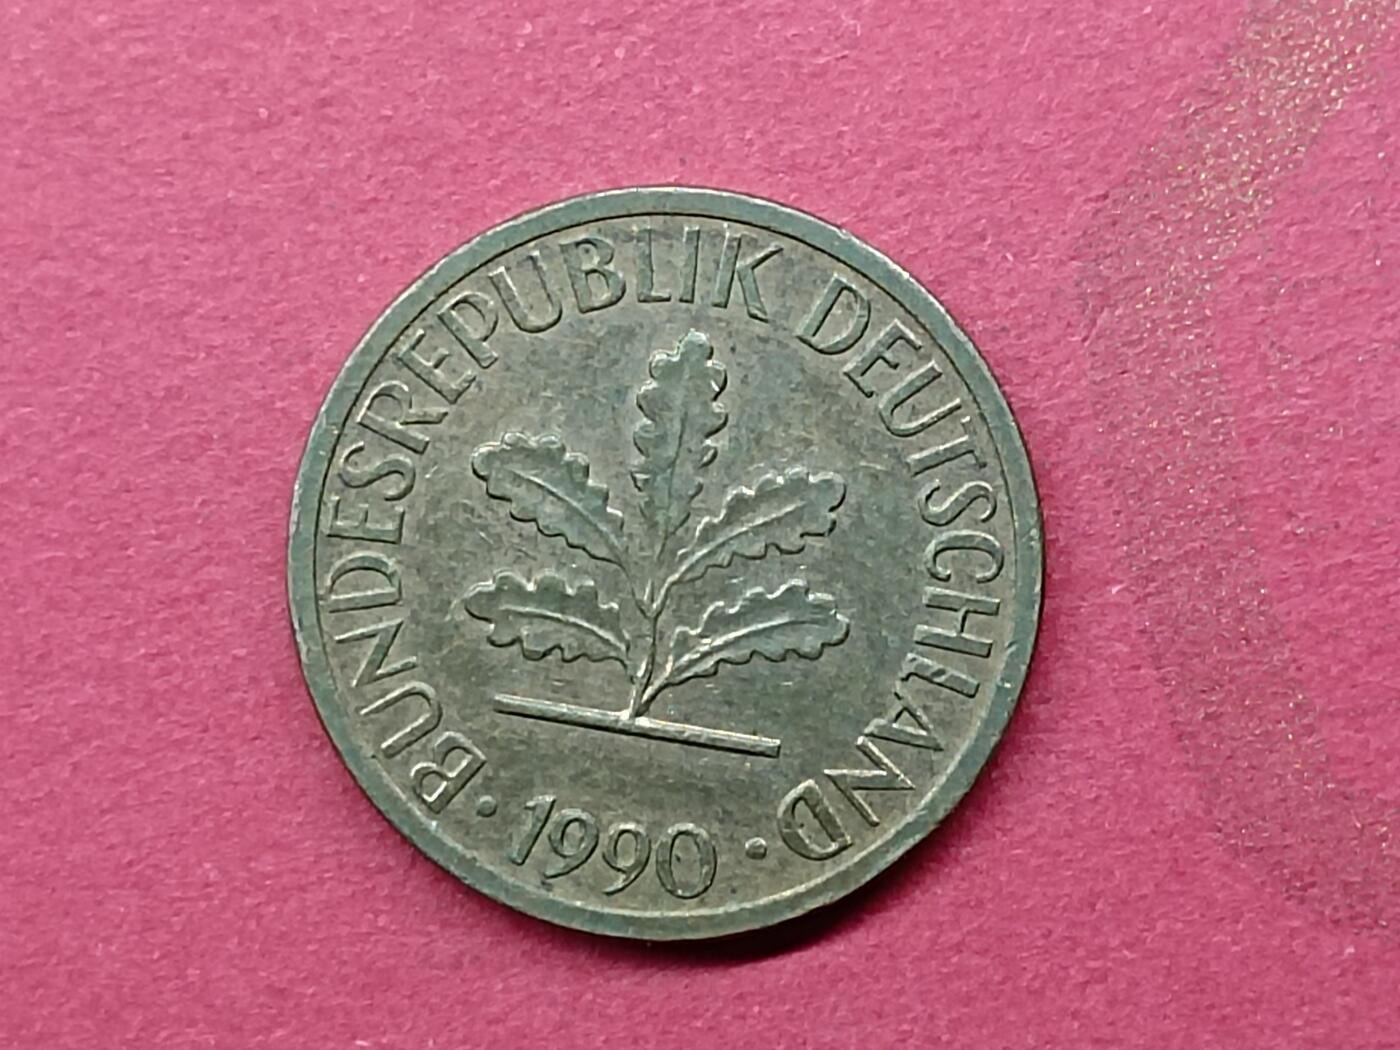 BUNDESREPUBLIK DEUTSCHLAND
· 1990 ·